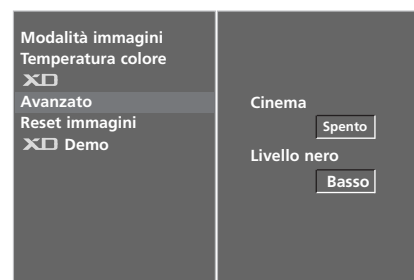 Modalità immagini
Temperatura colore
XD
Avanzato
Reset immagini
XD Demo
Cinema
Spento
Livello nero
Basso